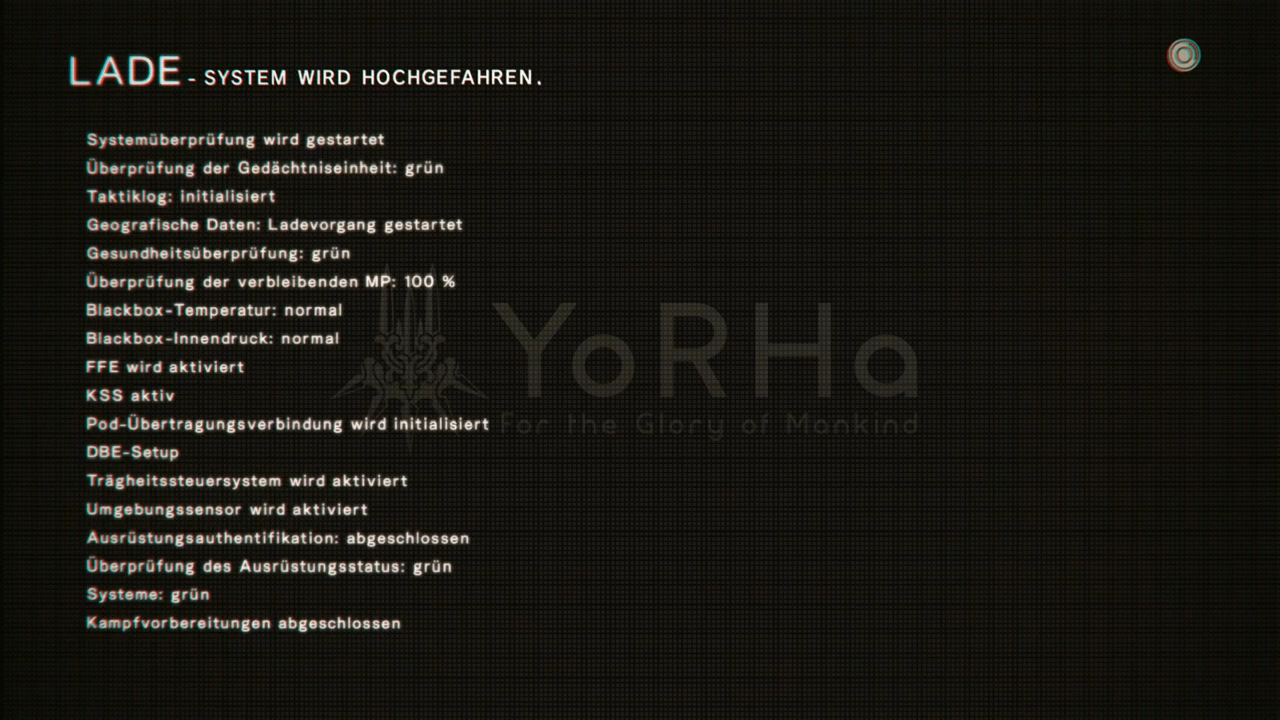 LADE - SYSTEM WIRD HOCHGEFAHREN.
Systemüberprüfung wird gestartet
Überprüfung der Gedächtniseinheit: grün
Taktiklog: initialisiert
Geografische Daten: Ladevorgang gestartet
Gesundheitsüberprüfung: grün
Überprüfung der verbleibenden MP: 100 %
Blackbox-Temperatur: normal
Blackbox-Innendruck: normal
FFE wird aktiviert
KSS aktiv
Pod-Übertragungsverbindung wird initialisiert
DBE-Setup
Trägheitssteuersystem wird aktiviert
Umgebungssensor wird aktiviert
Ausrüstungsauthentifikation: abgeschlossen
Überprüfung des Ausrüstungsstatus: grün
Systeme: grün
Kampfvorbereitungen abgeschlossen
YoRHa
For the Glory of Mankind